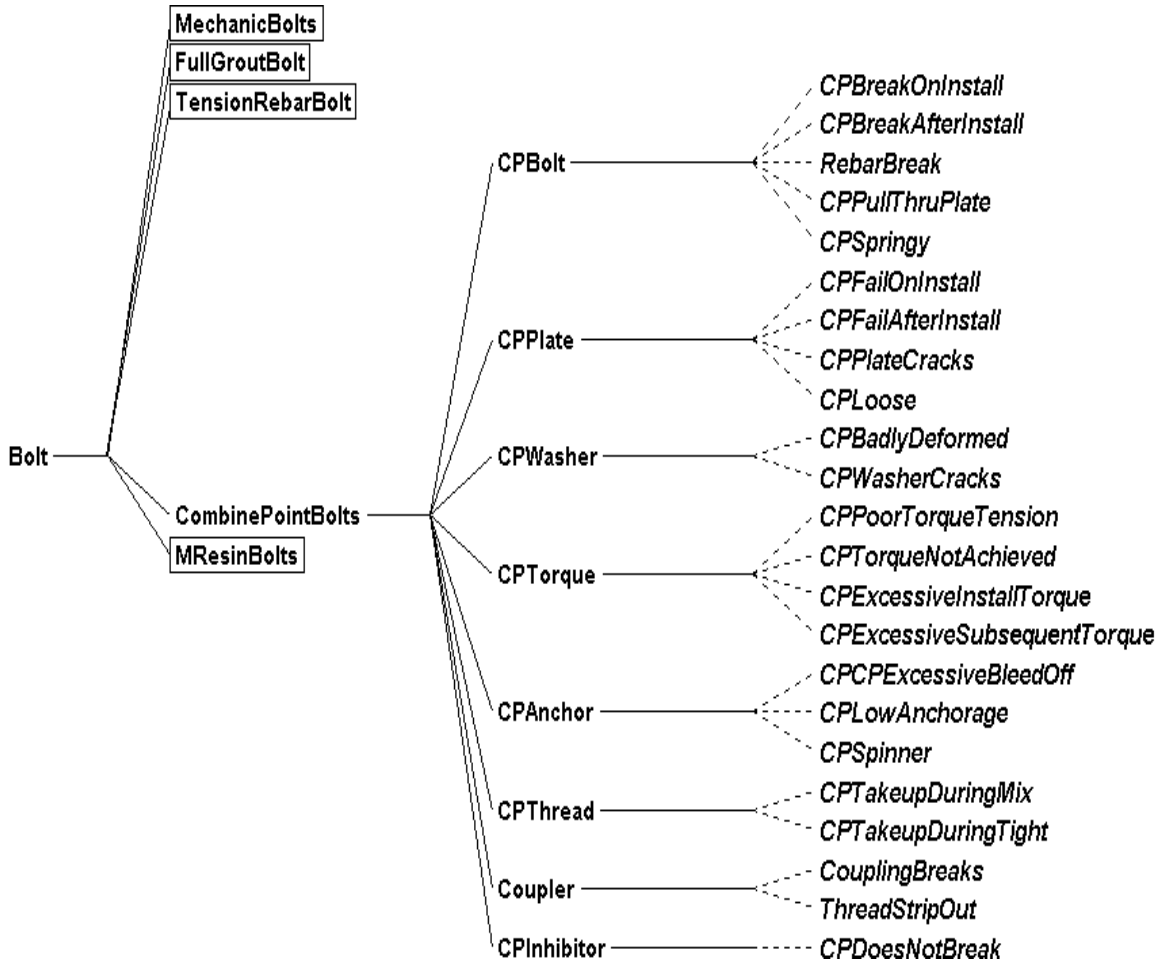 MechanicBolts
FullGroutBolt
TensionRebarBolt
CPBreakOnInstall
CPBreakAfterInstall
CPBolt
RebarBreak
CPPullThruPlate
CPSpringy
CPFailOnInstall
CPFailAfterInstall
CPPlate
CPPlateCracks
CPLoose
CPBadlyDeformed
Bolt
CPWasher
CPWasherCracks
CombinePointBolts
CPPoorTorqueTension
MResinBolts
CPTorqueNotAchieved
CPTorque
CPExcessiveInstallTorque
CPExcessiveSubsequentTorque
CPCPExcessiveBleedOff
CPAnchor
CPLowAnchorage
CPSpinner
CPTakeupDuringMix
CPThread
CPTakeupDuringTight
CouplingBreaks
Coupler
ThreadStripOut
CPInhibitor
CPDoesNotBreak